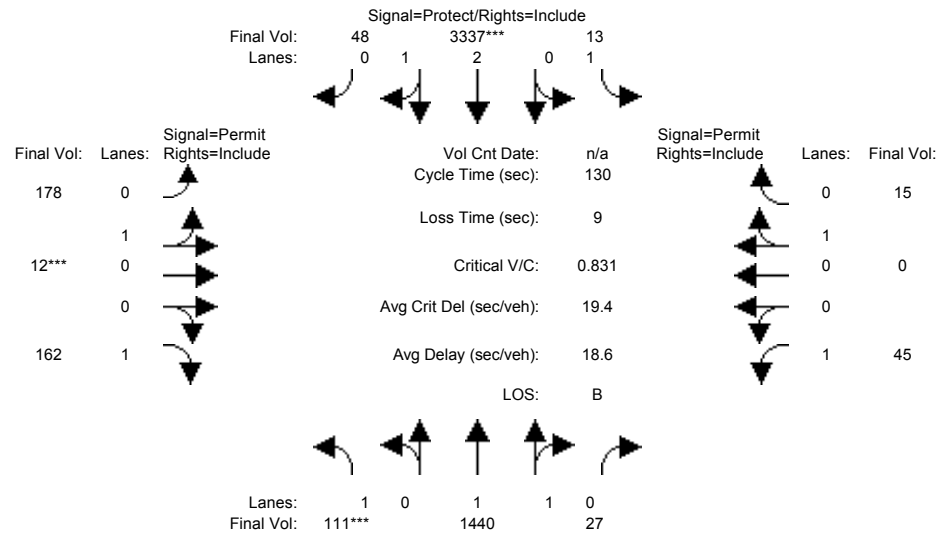 Signal=Protect/Rights=Include
Final Vol: 48 3337*** 13
Lanes: 0 1 2 0 1
Signal=Permit Signal=Permit
Final Vol: Lanes: Rights=Include Vol Cnt Date: n/a Rights=Include Lanes: Final Vol:
Cycle Time (sec): 130
178 0 0 15
Loss Time (sec): 9
1 1
12*** 0 Critical V/C: 0.831 0 0
0 Avg Crit Del (sec/veh): 19.4 0
162 1 Avg Delay (sec/veh): 18.6 1 45
LOS: B
Lanes: 1 0 1 1 0
Final Vol: 111*** 1440 27